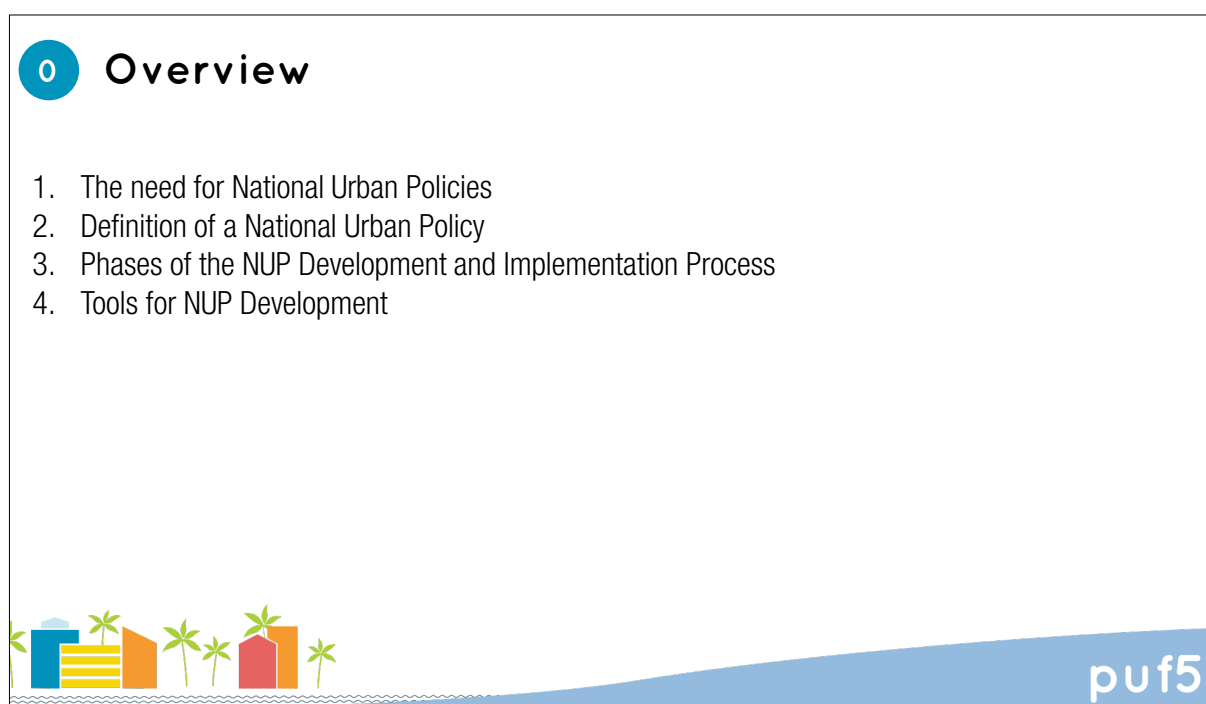 0 Overview
1. The need for National Urban Policies
2. Definition of a National Urban Policy
3. Phases of the NUP Development and Implementation Process
4. Tools for NUP Development
puf5